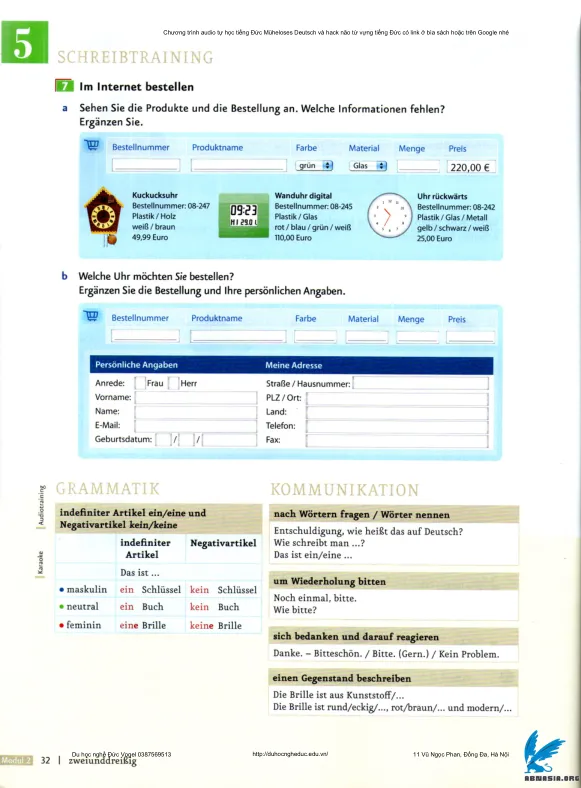 Chương trình audio tự học tiếng Đức Müheloses Deutsch và hack não từ vựng tiếng Đức có link ở bìa sách hoặc trên Google nhé
5
SCHREIBTRAINING
7 Im Internet bestellen
a Sehen Sie die Produkte und die Bestellung an. Welche Informationen fehlen?
Ergänzen Sie.
Bestellnummer Produktname Farbe Material Menge Preis
grün Glas 220,00 €
Kuckucksuhr
Bestellnummer: 08-247
Plastik / Holz
weiß / braun
49,99 Euro
09:23
Wanduhr digital
Bestellnummer: 08-245
Plastik / Glas
rot / blau / grün / weiß
110,00 Euro
Uhr rückwärts
Bestellnummer: 08-242
Plastik / Glas / Metall
gelb / schwarz / weiß
25,00 Euro
b Welche Uhr möchten Sie bestellen?
Ergänzen Sie die Bestellung und Ihre persönlichen Angaben.
Bestellnummer Produktname Farbe Material Menge Preis
Persönliche Angaben Meine Adresse
Anrede: Frau Herr Straße / Hausnummer:
Vorname: PLZ / Ort:
Name: Land:
E-Mail: Telefon:
Geburtsdatum: / / Fax:
Audiotraining
Karaoke
GRAMMATIK
indefiniter Artikel ein/eine und
Negativartikel kein/keine
indefiniter Negativartikel
Artikel
Das ist ...
• maskulin ein Schlüssel kein Schlüssel
• neutral ein Buch kein Buch
• feminin eine Brille keine Brille
KOMMUNIKATION
nach Wörtern fragen / Wörter nennen
Entschuldigung, wie heißt das auf Deutsch?
Wie schreibt man ...?
Das ist ein/eine ...
um Wiederholung bitten
Noch einmal, bitte.
Wie bitte?
sich bedanken und darauf reagieren
Danke. – Bitteschön. / Bitte. (Gern.) / Kein Problem.
einen Gegenstand beschreiben
Die Brille ist aus Kunststoff/...
Die Brille ist rund/eckig/..., rot/braun/... und modern/...
Modul 2 32 | zweiunddreißig
Du học nghề Đức Vogel 0387569513 http://duhocngheduc.edu.vn/ 11 Vũ Ngọc Phan, Đống Đa, Hà Nội
ABMASIA.ORG